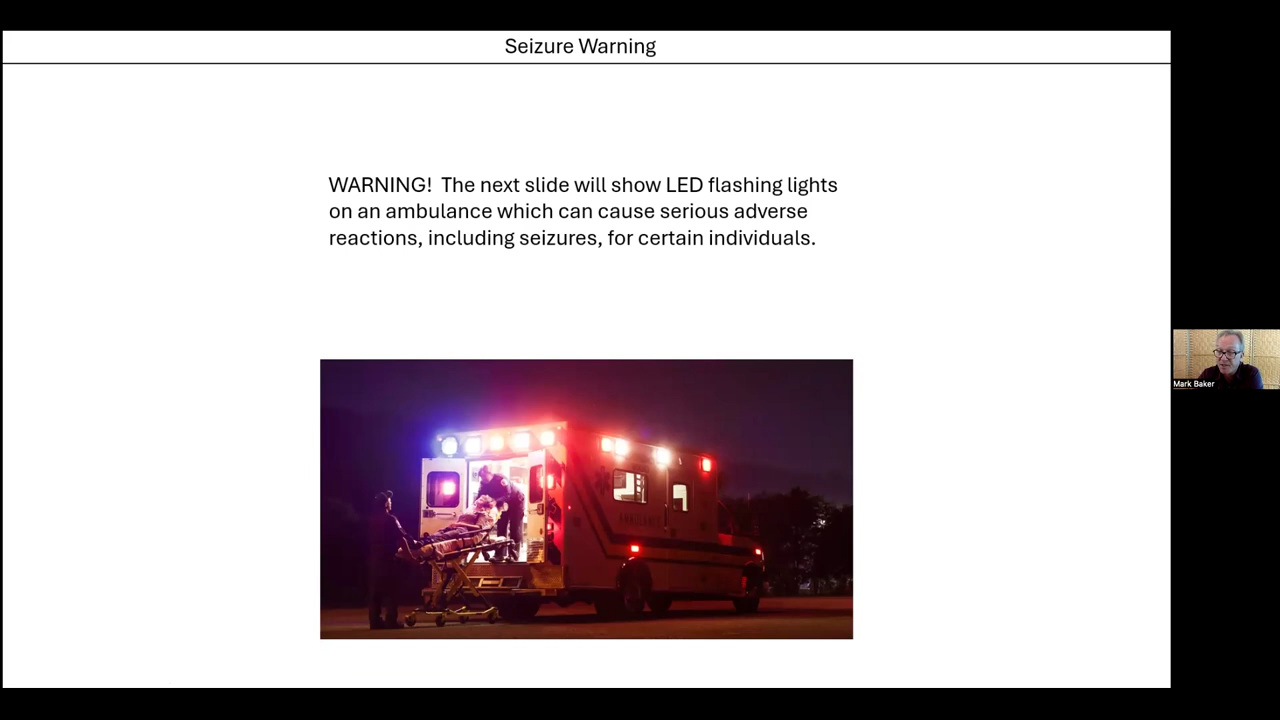 Seizure Warning
WARNING!  The next slide will show LED flashing lights
on an ambulance which can cause serious adverse
reactions, including seizures, for certain individuals.
AMBULANCE
Mark Baker